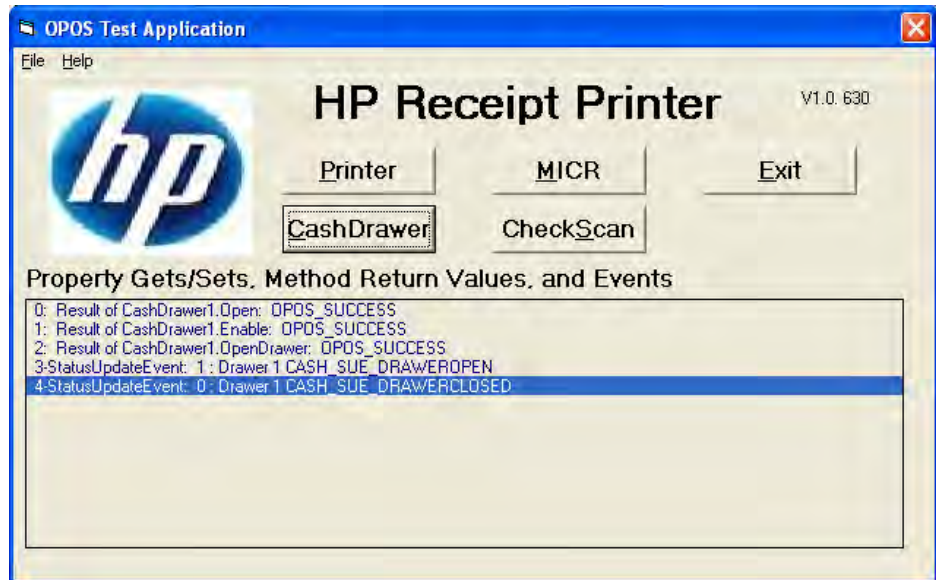 OPOS Test Application
File Help
hp
HP Receipt Printer V1.0. 630
Printer MICR Exit
CashDrawer CheckScan
Property Gets/Sets, Method Return Values, and Events
0: Result of CashDrawer1.Open: OPOS_SUCCESS
1: Result of CashDrawer1.Enable: OPOS_SUCCESS
2: Result of CashDrawer1.OpenDrawer: OPOS_SUCCESS
3-StatusUpdateEvent: 1 : Drawer 1 CASH_SUE_DRAWEROPEN
4-StatusUpdateEvent: 0 : Drawer 1 CASH_SUE_DRAWERCLOSED